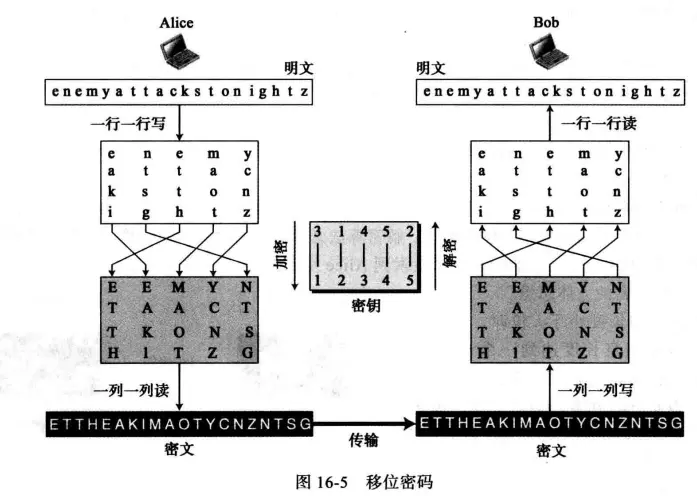 Alice
Bob
明文
明文
enemyattackstonightz
enemyattackstonightz
一行一行写
一行一行读
e n e m y
a t t a c
k s t o n
i g h t z
e n e m y
a t t a c
k s t o n
i g h t z
加密
3 1 4 5 2
1 2 3 4 5
密钥
解密
E E M Y N
T A A C T
T K O N S
H I T Z G
E E M Y N
T A A C T
T K O N S
H I T Z G
一列一列读
一列一列写
ETTHEAKIMAOTYCNZNTSG
ETTHEAKIMAOTYCNZNTSG
密文
传输
密文
图 16-5 移位密码